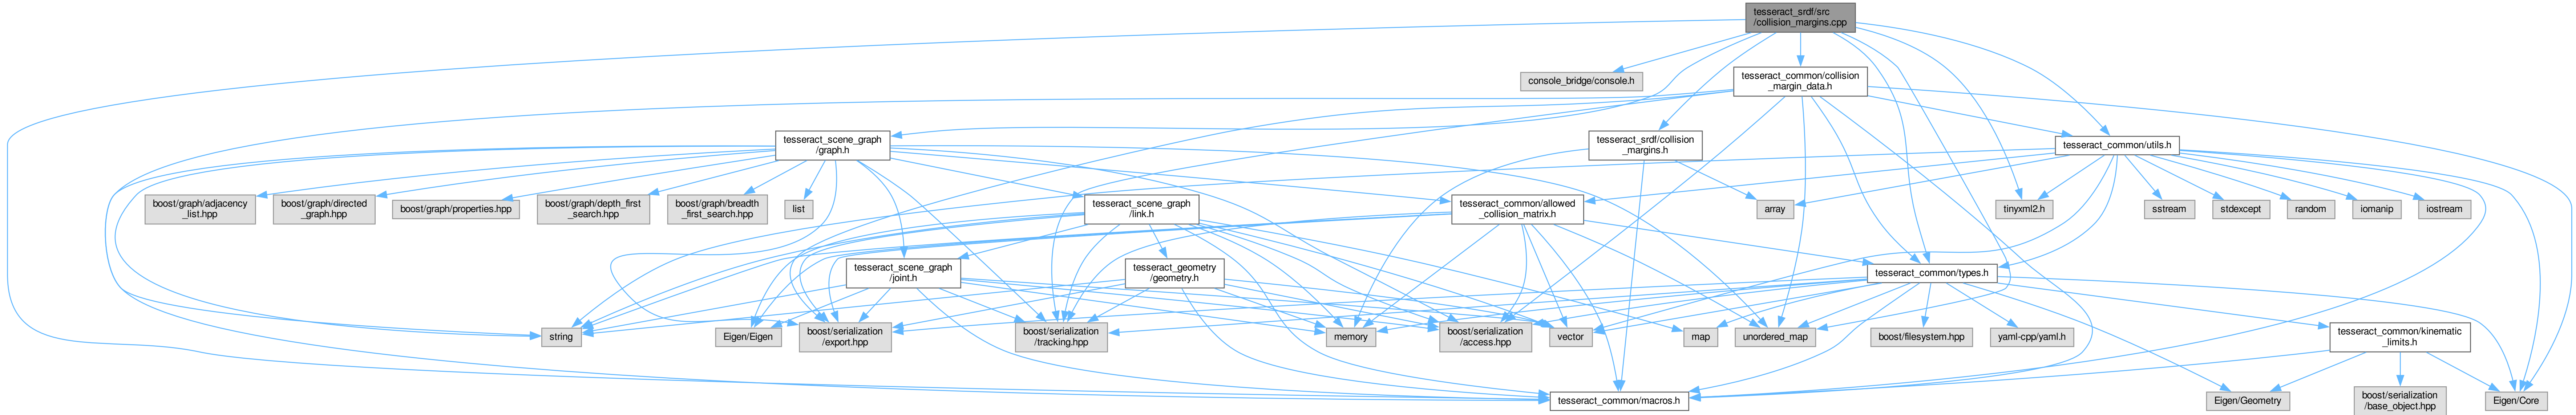 tesseract_srdf/src
/collision_margins.cpp
console_bridge/console.h
tesseract_common/collision
_margin_data.h
tesseract_scene_graph
/graph.h
tesseract_srdf/collision
_margins.h
tesseract_common/utils.h
boost/graph/adjacency
_list.hpp
boost/graph/directed
_graph.hpp
boost/graph/properties.hpp
boost/graph/depth_first
_search.hpp
boost/graph/breadth
_first_search.hpp
list
tesseract_scene_graph
/link.h
tesseract_common/allowed
_collision_matrix.h
array
tinyxml2.h
sstream
stdexcept
random
iomanip
iostream
tesseract_scene_graph
/joint.h
tesseract_geometry
/geometry.h
tesseract_common/types.h
string
Eigen/Eigen
boost/serialization
/export.hpp
boost/serialization
/tracking.hpp
memory
boost/serialization
/access.hpp
vector
map
unordered_map
boost/filesystem.hpp
yaml-cpp/yaml.h
tesseract_common/kinematic
_limits.h
tesseract_common/macros.h
Eigen/Geometry
boost/serialization
/base_object.hpp
Eigen/Core